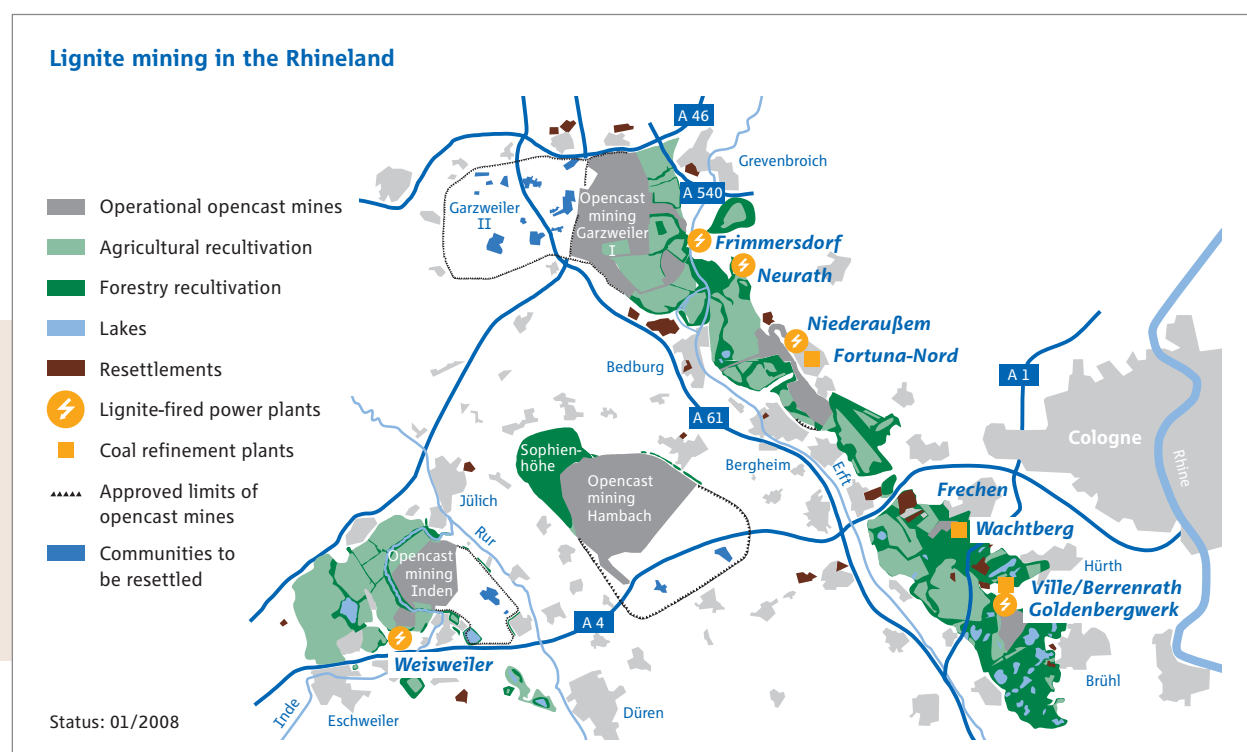 Lignite mining in the Rhineland
Operational opencast mines
Agricultural recultivation
Forestry recultivation
Lakes
Resettlements
Lignite-fired power plants
Coal refinement plants
Approved limits of
opencast mines
Communities to
be resettled
Status: 01/2008
A 46
Grevenbroich
A 540
Garzweiler
II
Opencast
mining
Garzweiler
I
Frimmersdorf
Neurath
Niederaußem
Fortuna-Nord
Bedburg
A 1
A 61
Cologne
Rhine
Sophien-
höhe
Opencast
mining
Hambach
Bergheim
Erft
Frechen
Wachtberg
Jülich
Rur
Opencast
mining
Inden
Hürth
Ville/Berrenrath
Goldenbergwerk
A 4
Weisweiler
Brühl
Inde
Eschweiler
Düren